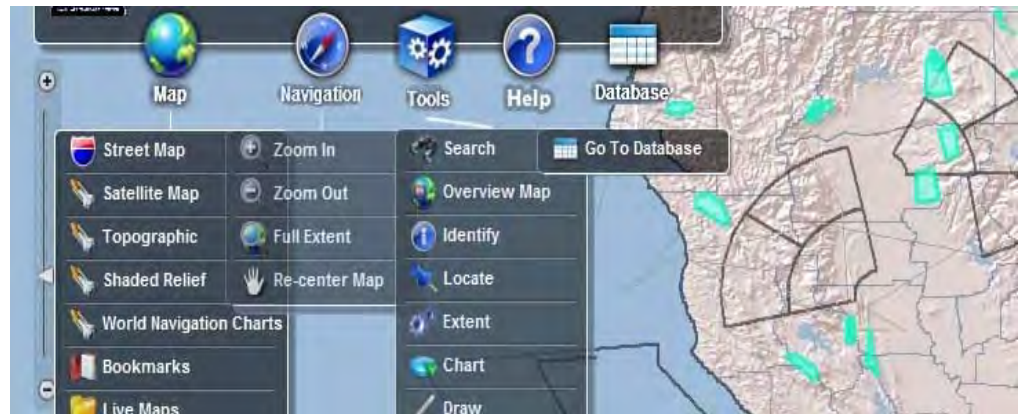 Map
Navigation
Tools
Help
Database
Street Map
Satellite Map
Topographic
Shaded Relief
World Navigation Charts
Bookmarks
Live Maps
Zoom In
Zoom Out
Full Extent
Re-center Map
Search
Overview Map
Identify
Locate
Extent
Chart
Draw
Go To Database